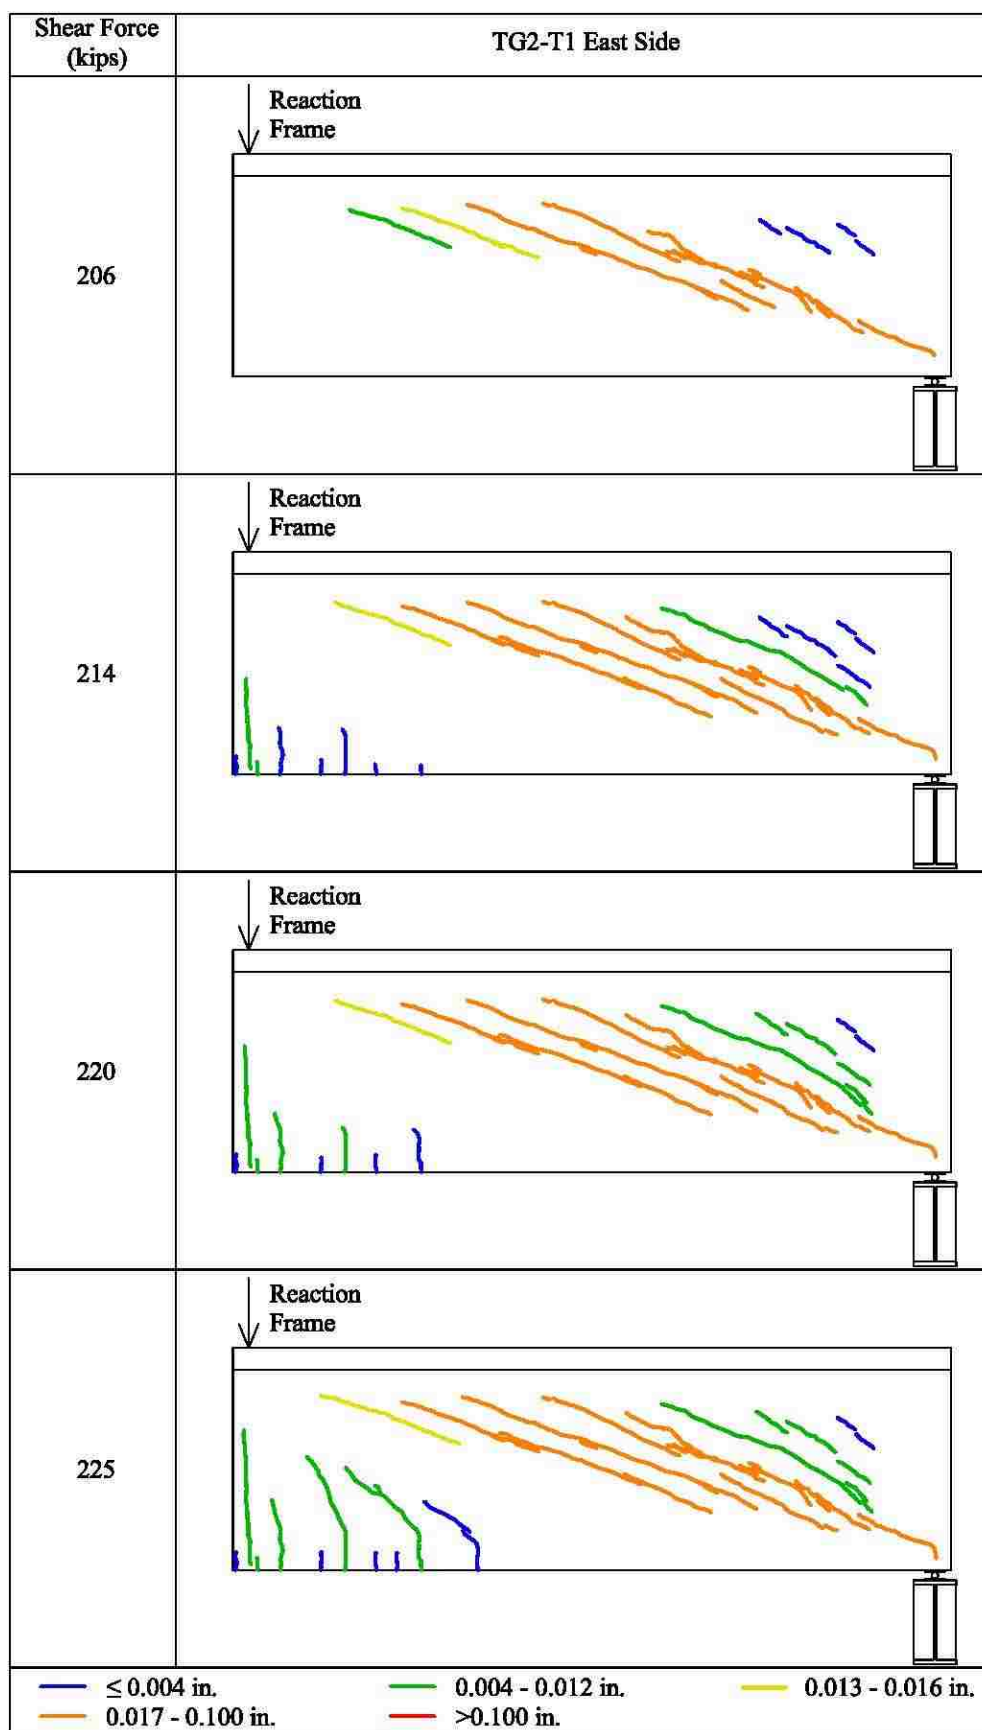 Shear Force
(kips)
TG2-T1 East Side
206
Reaction
Frame
214
Reaction
Frame
220
Reaction
Frame
225
Reaction
Frame
≤ 0.004 in.
0.004 - 0.012 in.
0.013 - 0.016 in.
0.017 - 0.100 in.
>0.100 in.